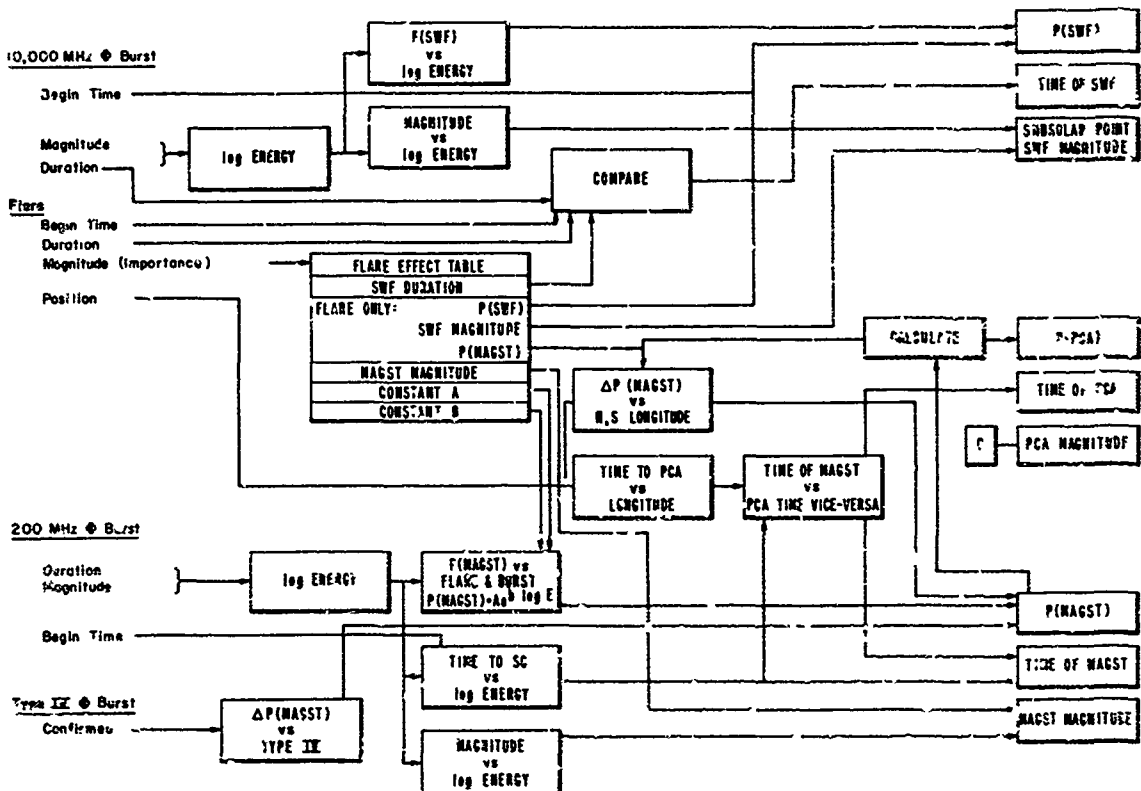 10,000 MHz Φ Burst
Begin Time
Magnitude
Duration
log ENERGY
F(SWF)
vs
log ENERGY
MAGNITUDE
vs
log ENERGY
COMPARE
P(SWF)
TIME OF SWF
SUBSOLAR POINT
SWF MAGNITUDE
Flare
Begin Time
Duration
Magnitude (Importance)
Position
FLARE EFFECT TABLE
SWF DURATION
FLARE ONLY: P(SWF)
SWF MAGNITUDE
P(MAGST)
MAGST MAGNITUDE
CONSTANT A
CONSTANT B
ΔP (MAGST)
vs
N,S LONGITUDE
CALCULATE
P(PCA)
TIME OF PCA
PCA MAGNITUDE
TIME TO PCA
vs
LONGITUDE
TIME OF MAGST
vs
PCA TIME VICE-VERSA
200 MHz Φ Burst
Duration
Magnitude
log ENERGY
F(MAGST) vs
FLARE & BURST
P(MAGST)=Ae^b log E
Begin Time
TIME TO SC
vs
log ENERGY
P(MAGST)
TIME OF MAGST
MAGST MAGNITUDE
Type IV Φ Burst
Confirmed
ΔP(MAGST)
vs
TYPE IV
MAGNITUDE
vs
log ENERGY